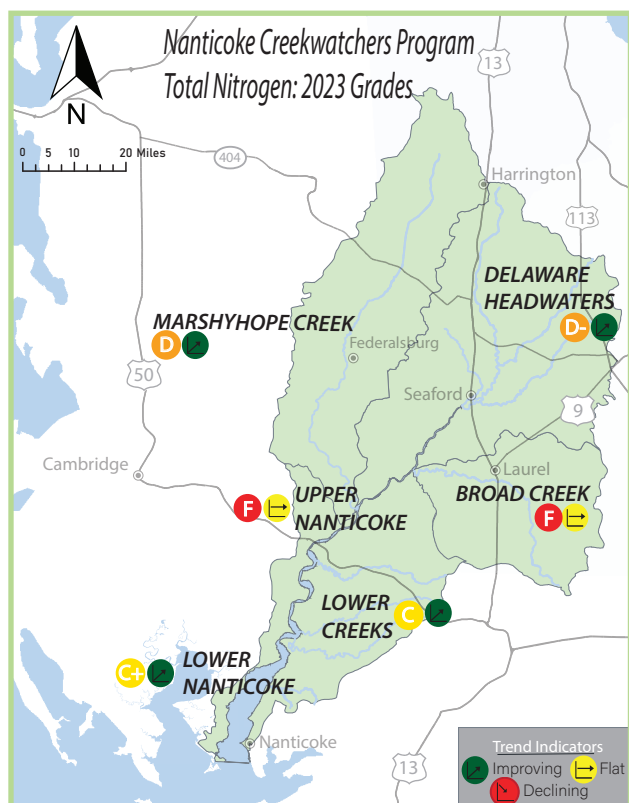 Nanticoke Creekwatchers Program
Total Nitrogen: 2023 Grades
N
0 5 10 20 Miles
13
404
Harrington
113
DELAWARE
HEADWATERS
D-
MARSHYHOPE CREEK
D
Federalsburg
50
Seaford
9
Cambridge
Laurel
BROAD CREEK
F
UPPER
NANTICOKE
F
LOWER
CREEKS
C
LOWER
NANTICOKE
C+
Nanticoke
13
Trend Indicators
Improving
Flat
Declining